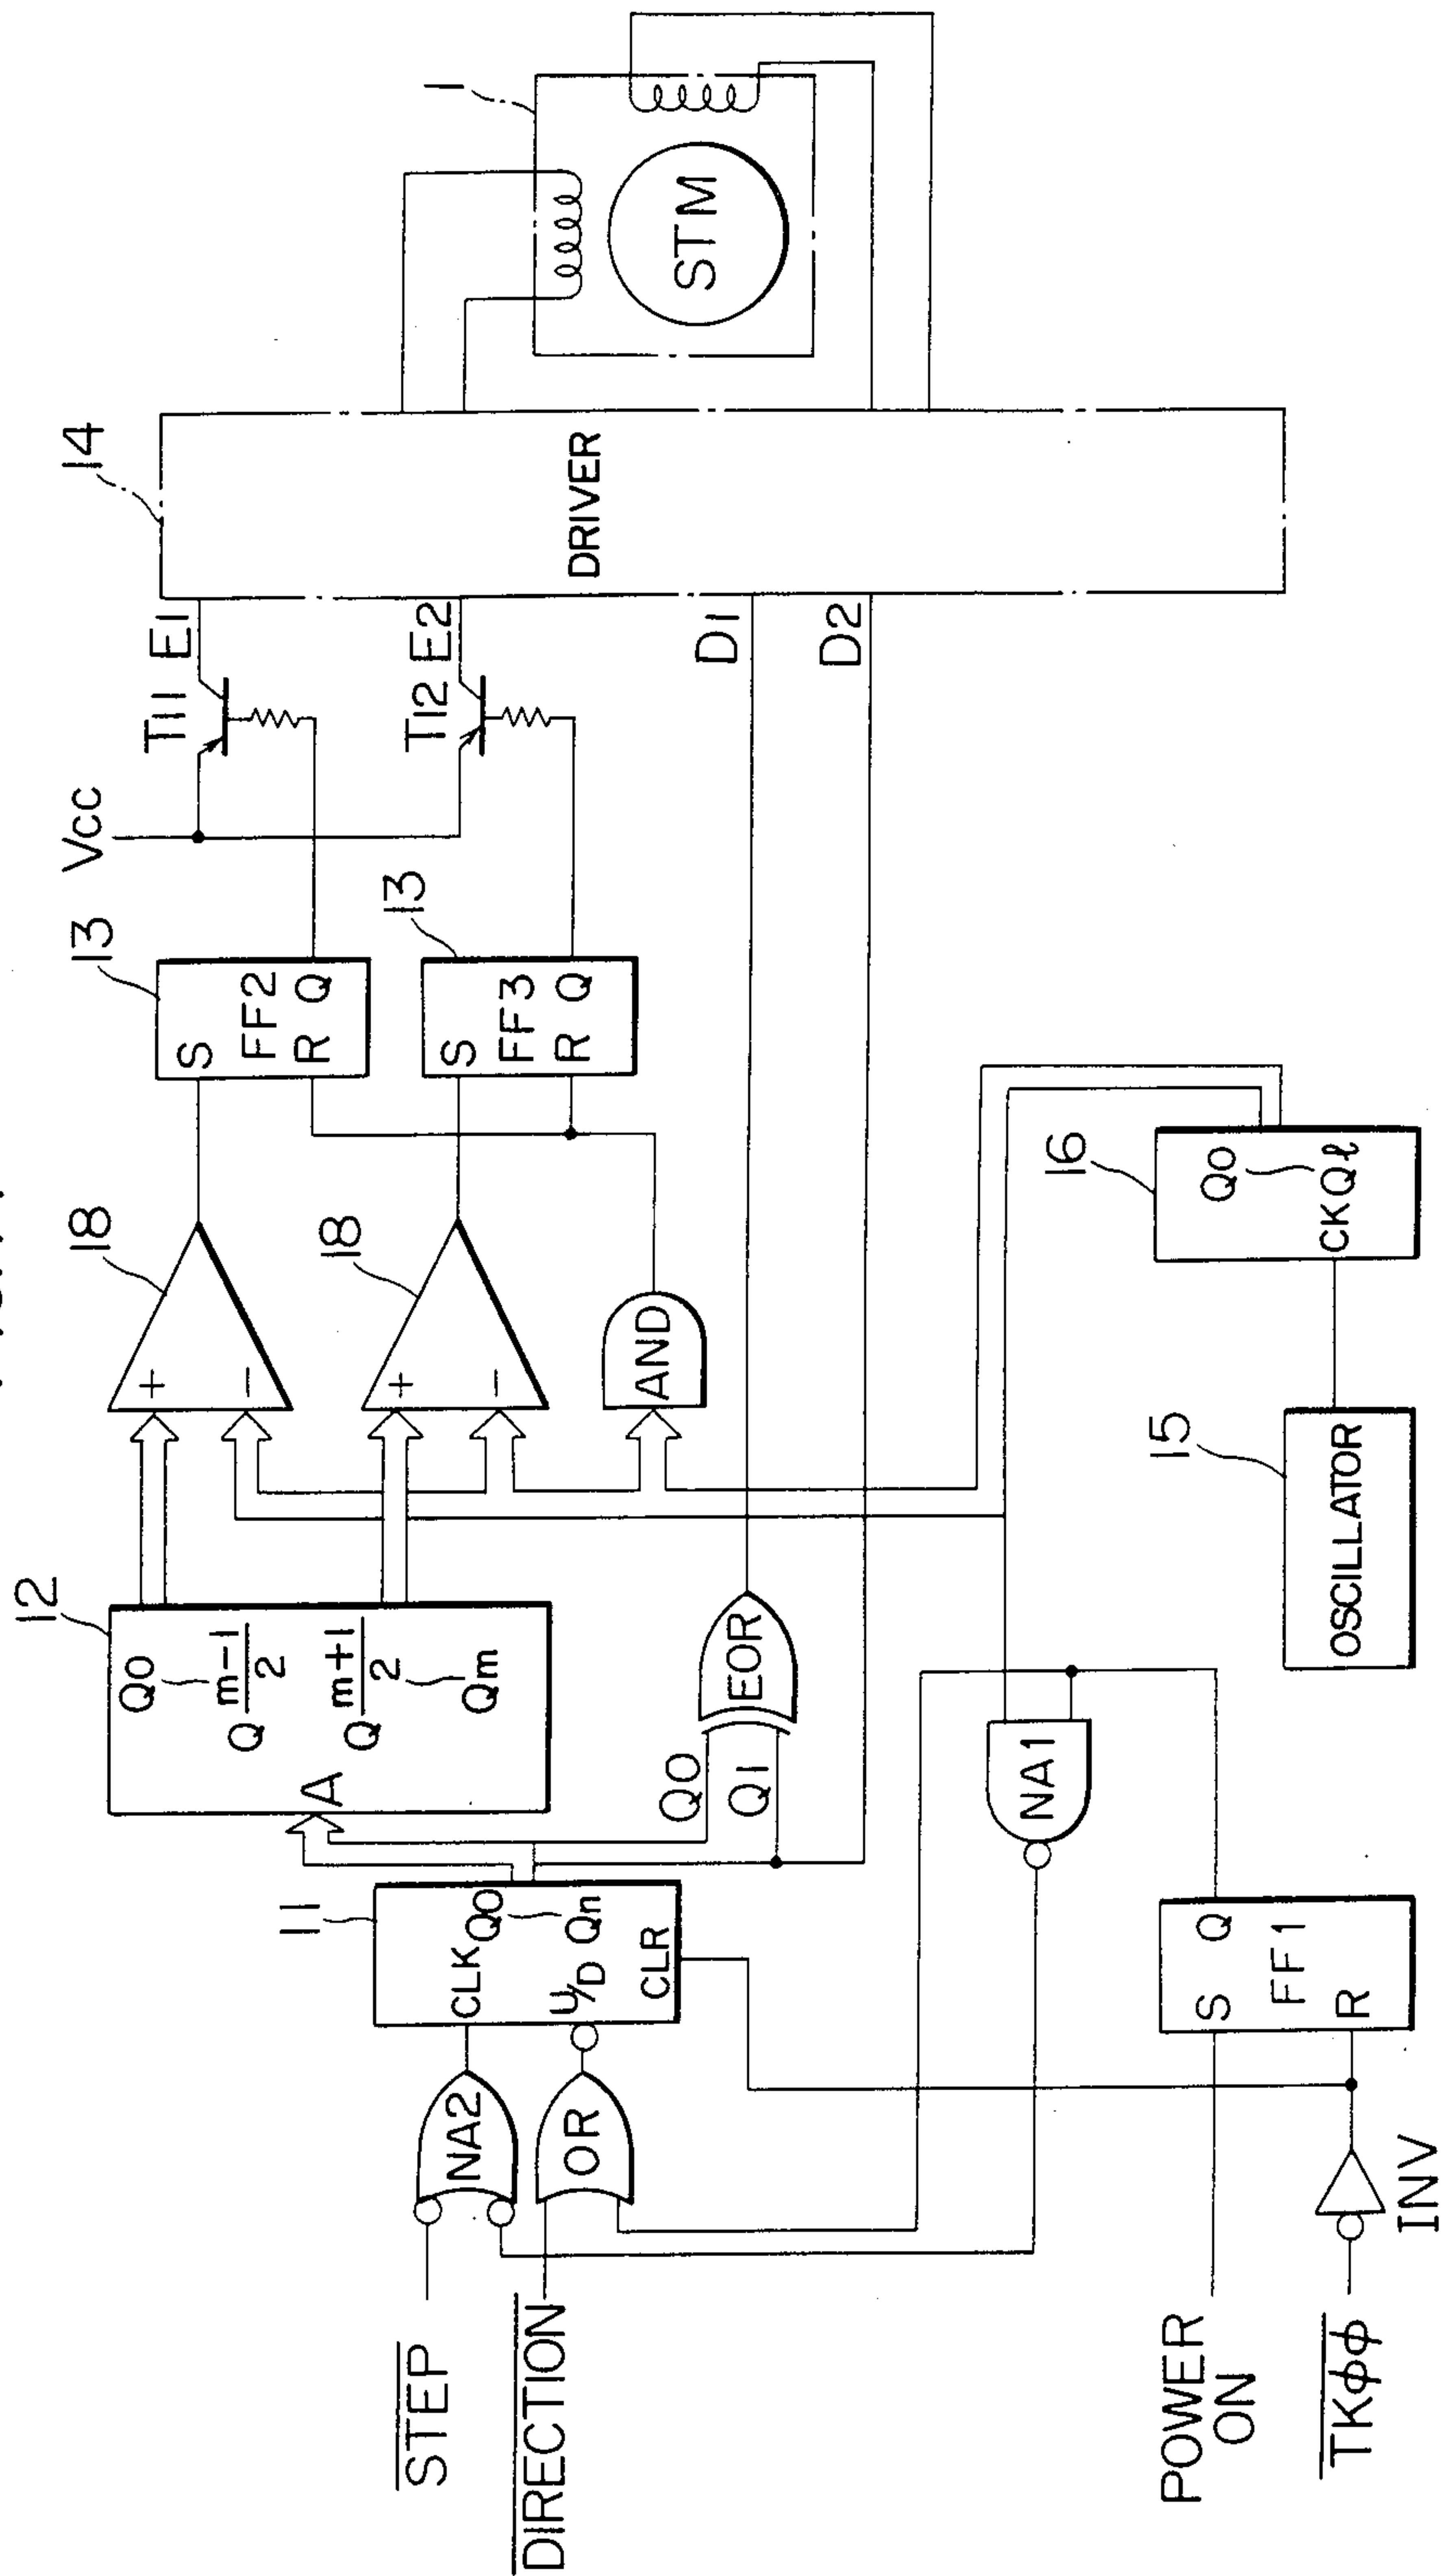 STEP
DIRECTION
POWER
ON
TKϕϕ
INV
NA2
OR
11
CLK
Q0
Qn
U/D
CLR
S
Q
FF1
R
12
A
Q0
Q m-1/2
Q m+1/2
Qm
Q0
Q1
EOR
NA1
18
+
−
18
+
−
AND
15
OSCILLATOR
16
Q0
CK Qℓ
13
S
FF2
R
Q
13
S
FF3
R
Q
Vcc
T11
E1
T12
E2
D1
D2
14
DRIVER
1
STM